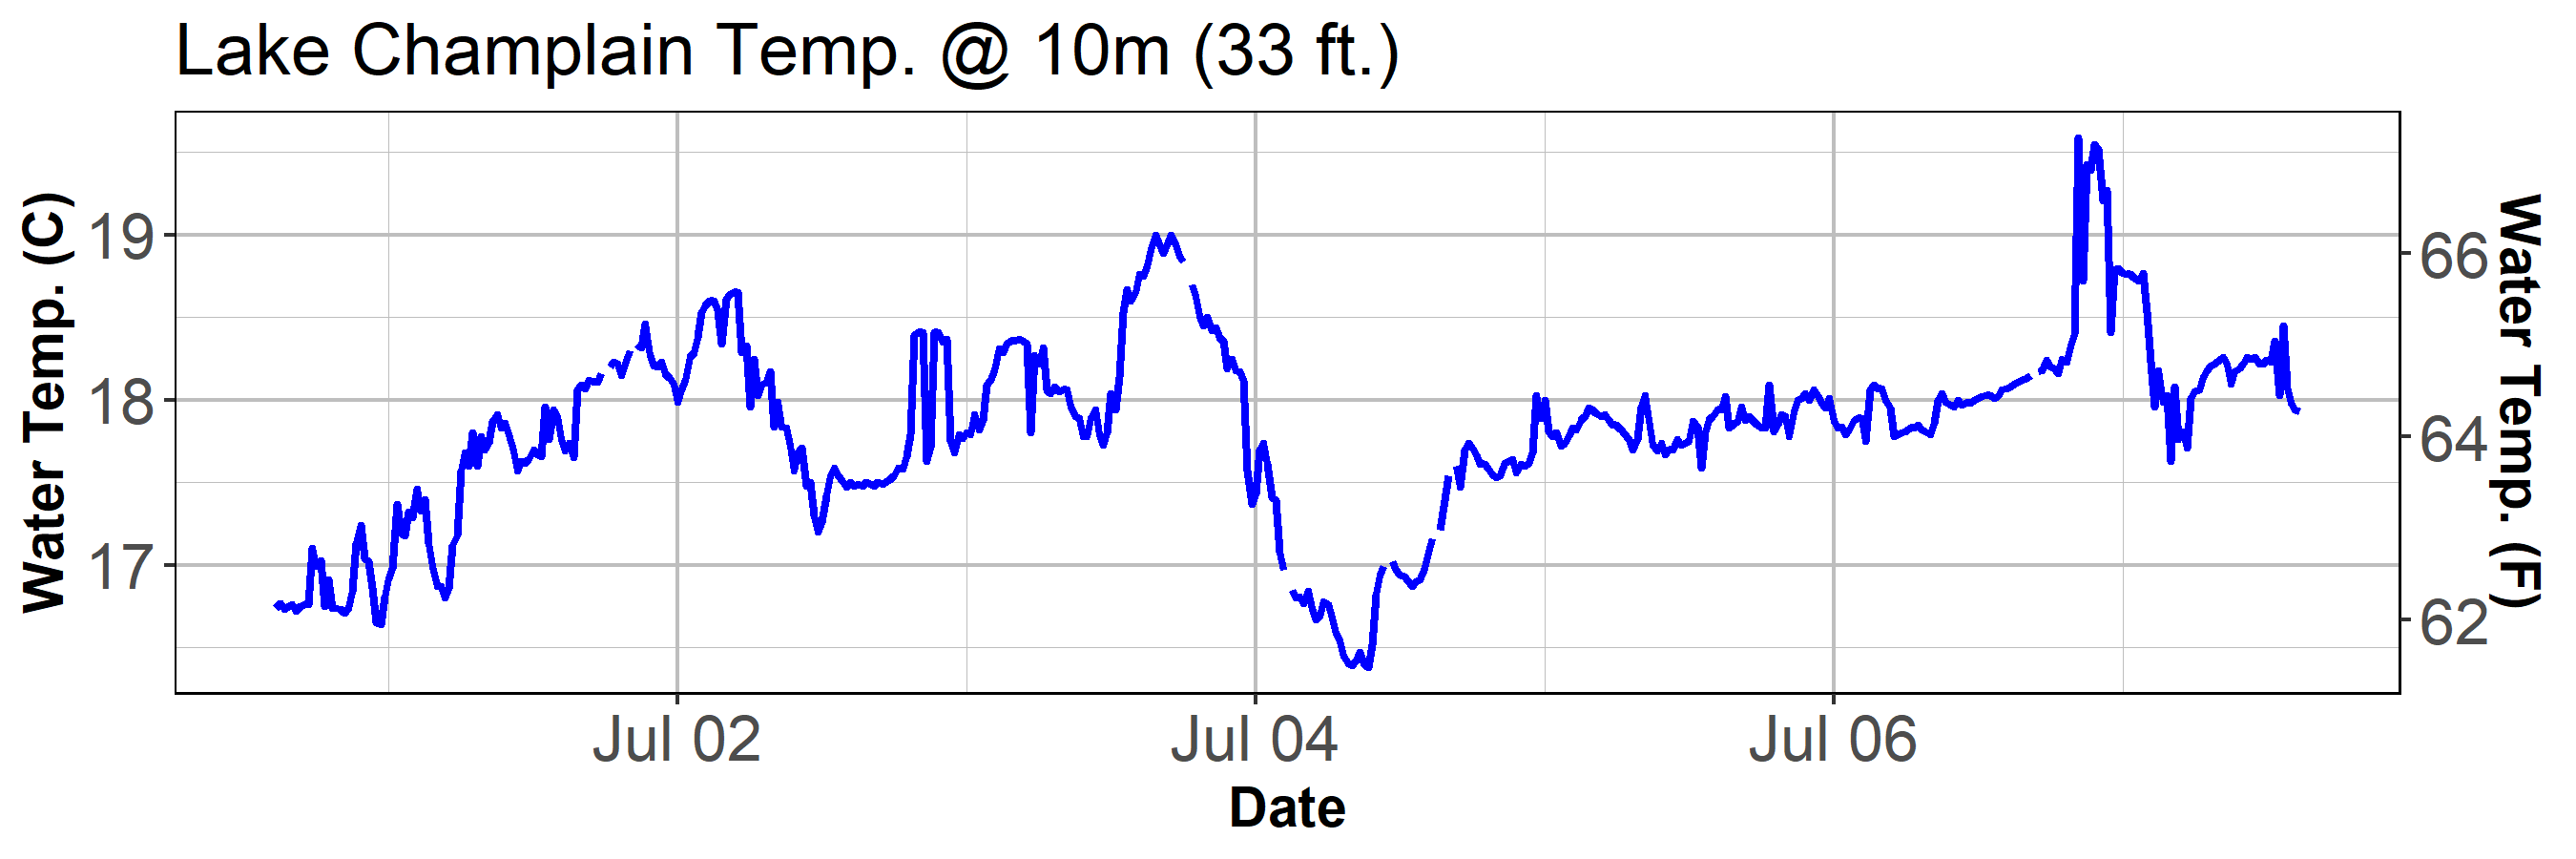 Lake Champlain Temp. @ 10m (33 ft.)
Water Temp. (C)
19
18
17
66
64
62
Water Temp. (F)
Jul 02
Jul 04
Jul 06
Date